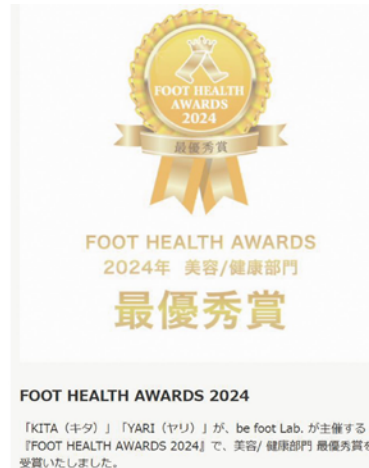 FOOT HEALTH
AWARDS
2024
最優秀賞
FOOT HEALTH AWARDS
2024年 美容/健康部門
最優秀賞
FOOT HEALTH AWARDS 2024
「KITA（キタ）」「YARI（ヤリ）」が、be foot Lab. が主催する
『FOOT HEALTH AWARDS 2024』で、美容/ 健康部門 最優秀賞を
受賞いたしました。